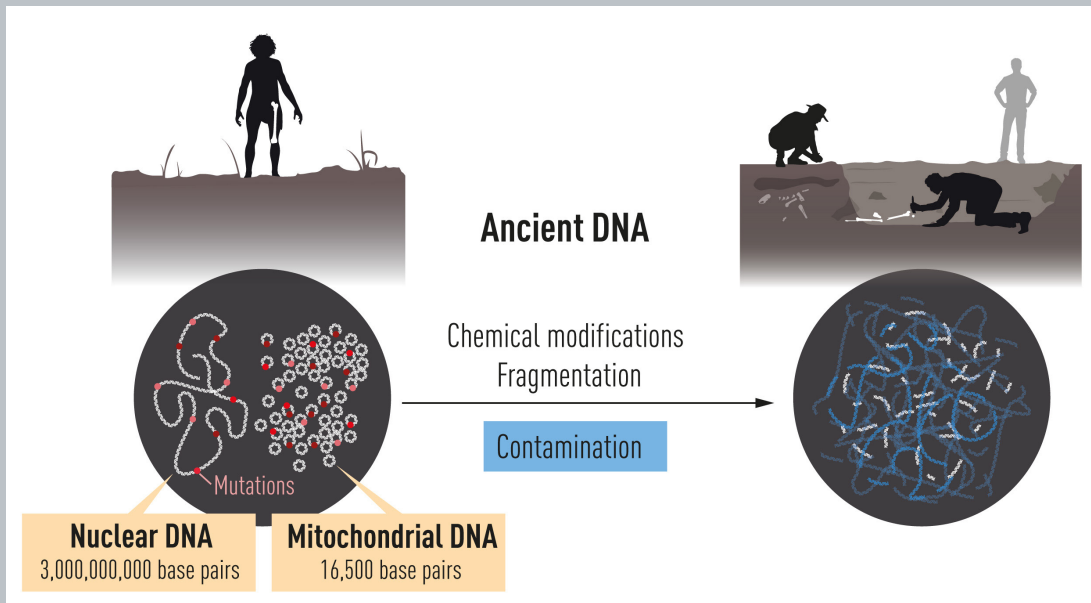 Ancient DNA
Chemical modifications
Fragmentation
Contamination
Mutations
Nuclear DNA
3,000,000,000 base pairs
Mitochondrial DNA
16,500 base pairs